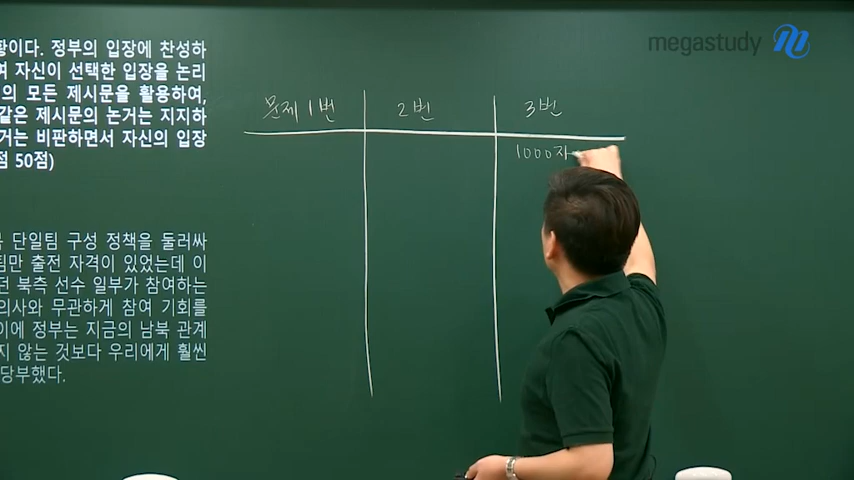 megastudy
황이다. 정부의 입장에 찬성하
여 자신이 선택한 입장을 논리
의 모든 제시문을 활용하여,
같은 제시문의 논거는 지지하
거는 비판하면서 자신의 입장
점 50점)
문제 1번 2번 3번
1000자
단일팀 구성 정책을 둘러싸
팀만 출전 자격이 있었는데 이
던 북측 선수 일부가 참여하는
의사와 무관하게 참여 기회를
이에 정부는 지금의 남북 관계
지 않는 것보다 우리에게 훨씬
당부했다.